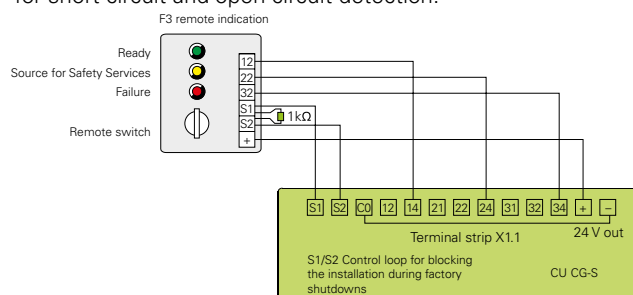 for short circuit and open circuit detection.
F3 remote indication
Ready
Source for Safety Services
Failure
Remote switch
12
22
32
S1
S2
+
1kΩ
S1 S2 C0 12 14 21 22 24 31 32 34 + –
Terminal strip X1.1
24 V out
S1/S2 Control loop for blocking
the installation during factory
shutdowns
CU CG-S